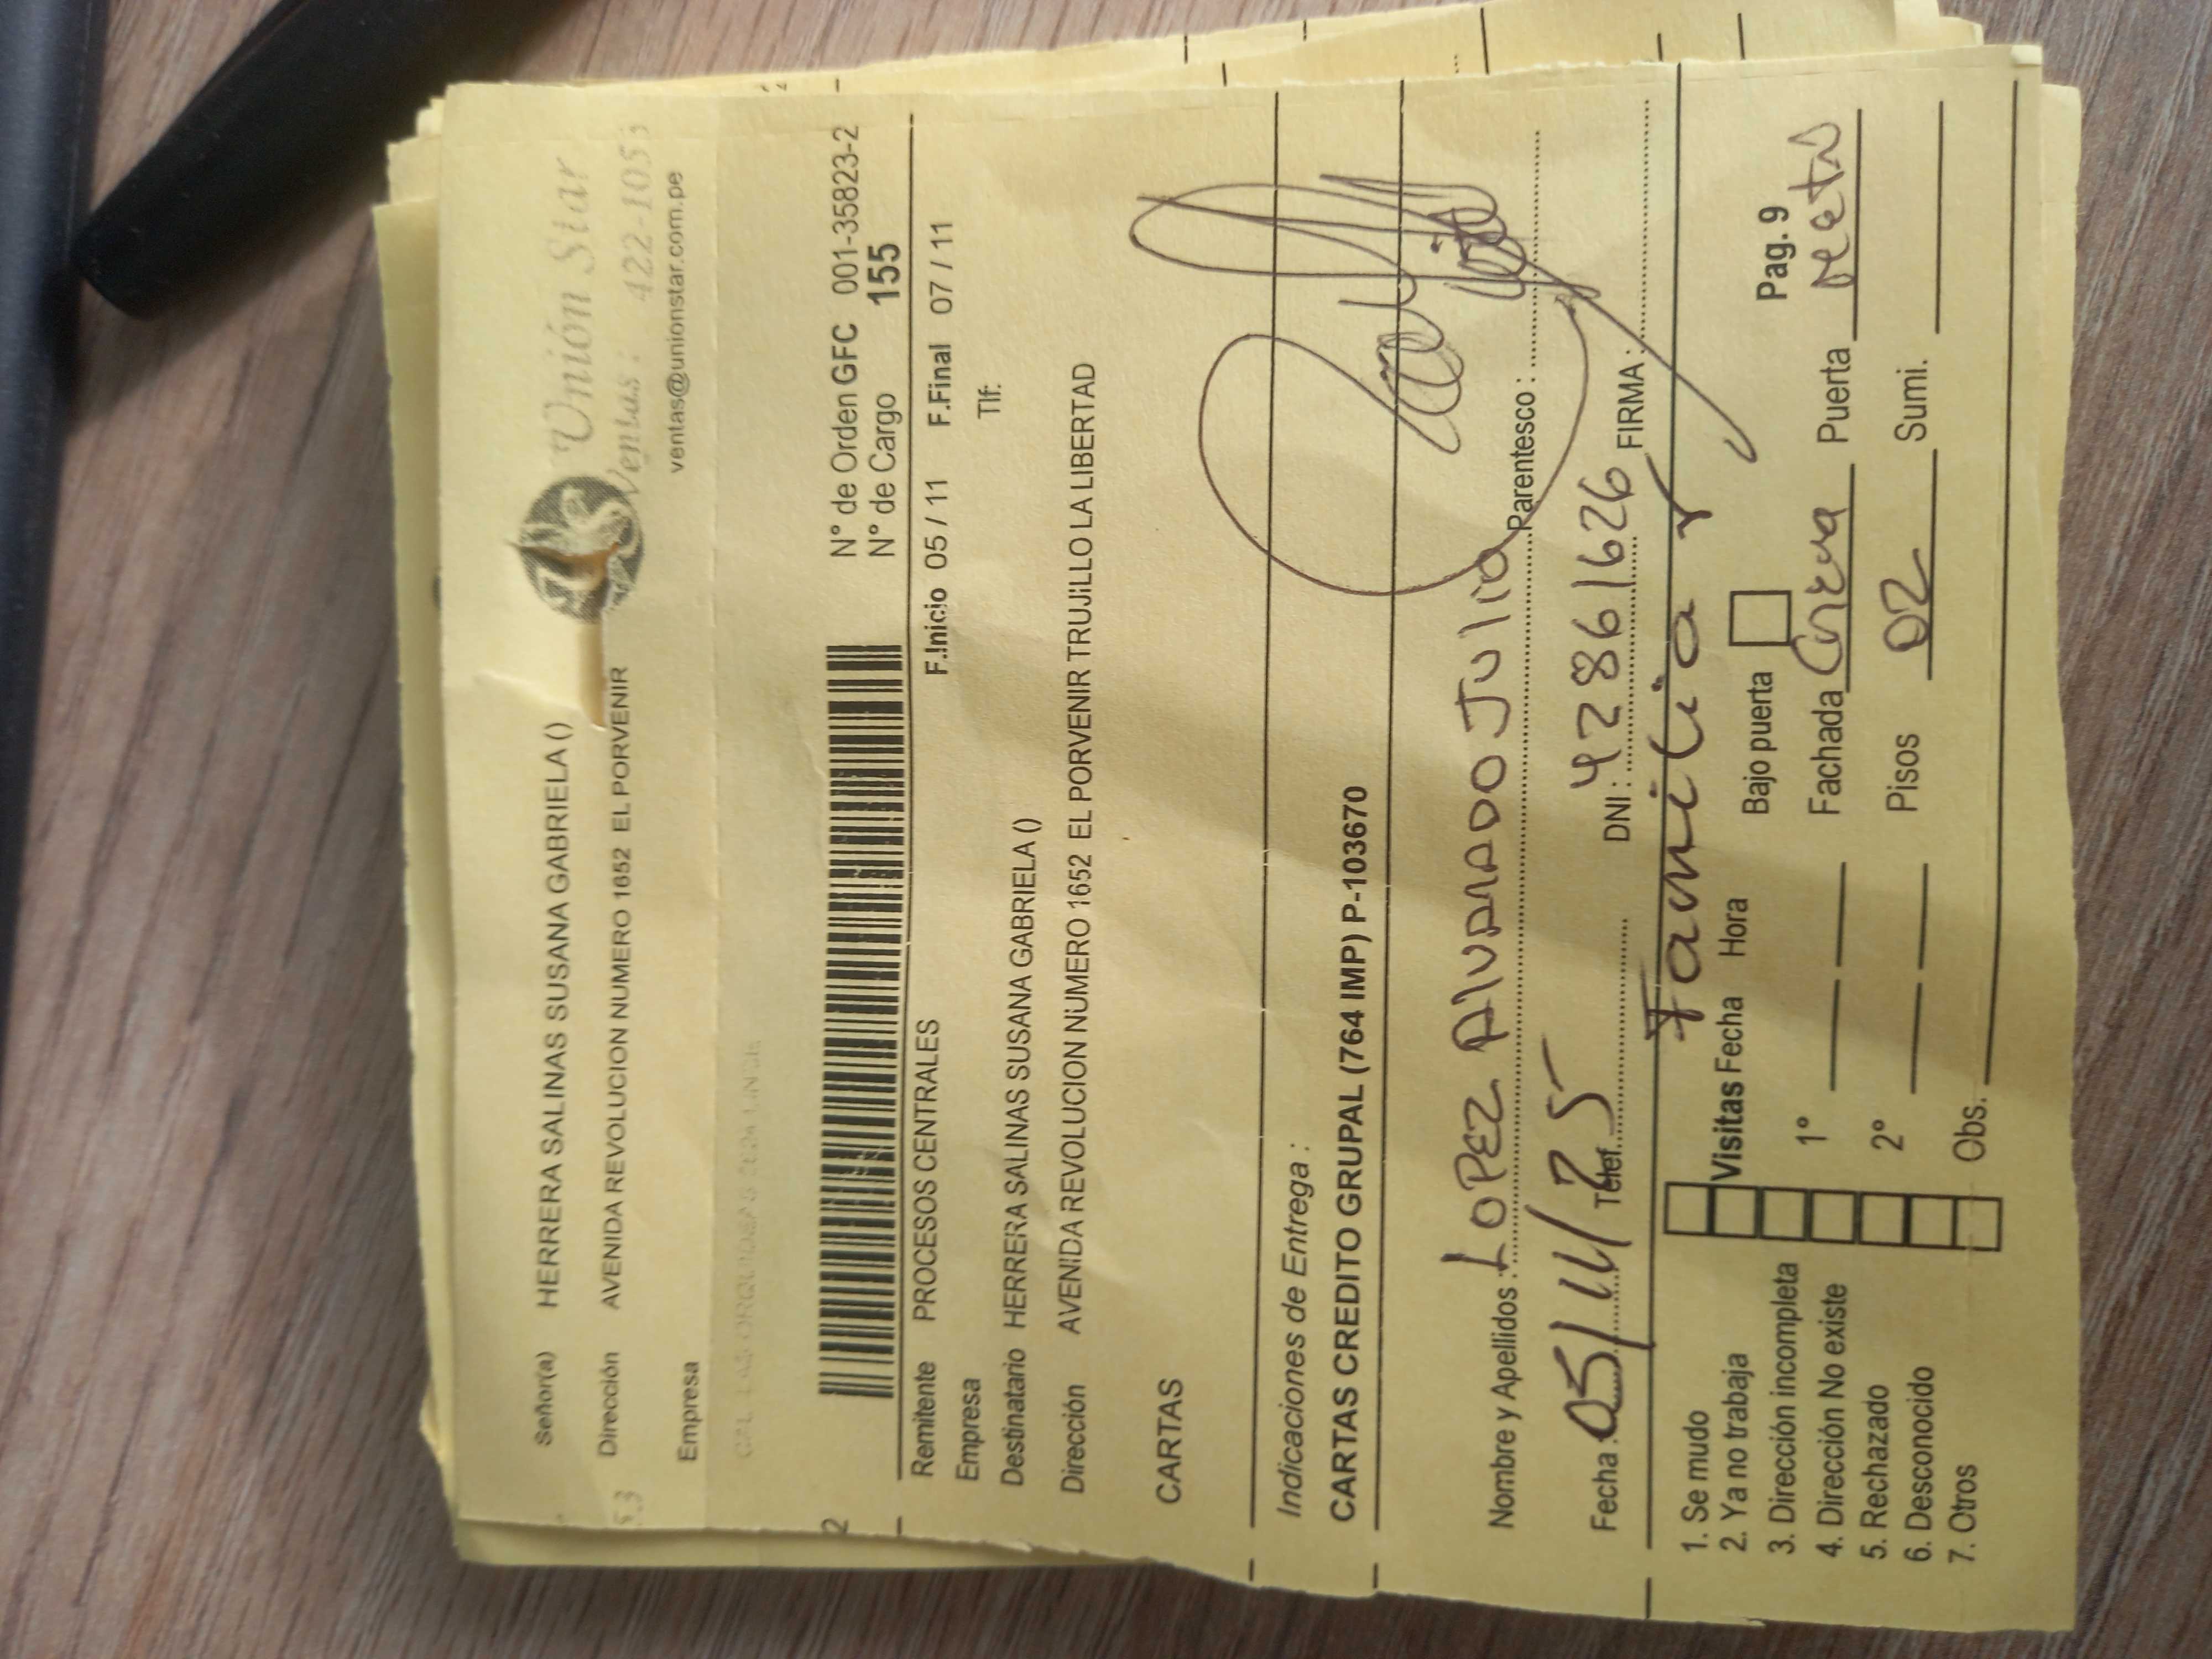 Señor(a) HERRERA SALINAS SUSANA GABRIELA () Unión Star
Dirección AVENIDA REVOLUCION NUMERO 1652 EL PORVENIR Ventas : 422-1053
Empresa ventas@unionstar.com.pe
N° de Orden GFC 001-35823-2
N° de Cargo 155
Remitente PROCESOS CENTRALES F.Inicio 05 / 11 F.Final 07 / 11
Empresa Tlf:
Destinatario HERRERA SALINAS SUSANA GABRIELA ()
Dirección AVENIDA REVOLUCION NUMERO 1652 EL PORVENIR TRUJILLO LA LIBERTAD
CARTAS
Indicaciones de Entrega :
CARTAS CREDITO GRUPAL (764 IMP) P-103670
Nombre y Apellidos : LOPEZ ALVARADO JULIA Parentesco :
Fecha : 05/11/25 Telef. DNI : 42861626 FIRMA :
Familiar
1. Se mudo
2. Ya no trabaja Visitas Fecha Hora Bajo puerta Pag. 9
3. Dirección incompleta
4. Dirección No existe 1° Fachada Puerta
5. Rechazado
6. Desconocido 2° Pisos 02 Sumi.
7. Otros Obs.